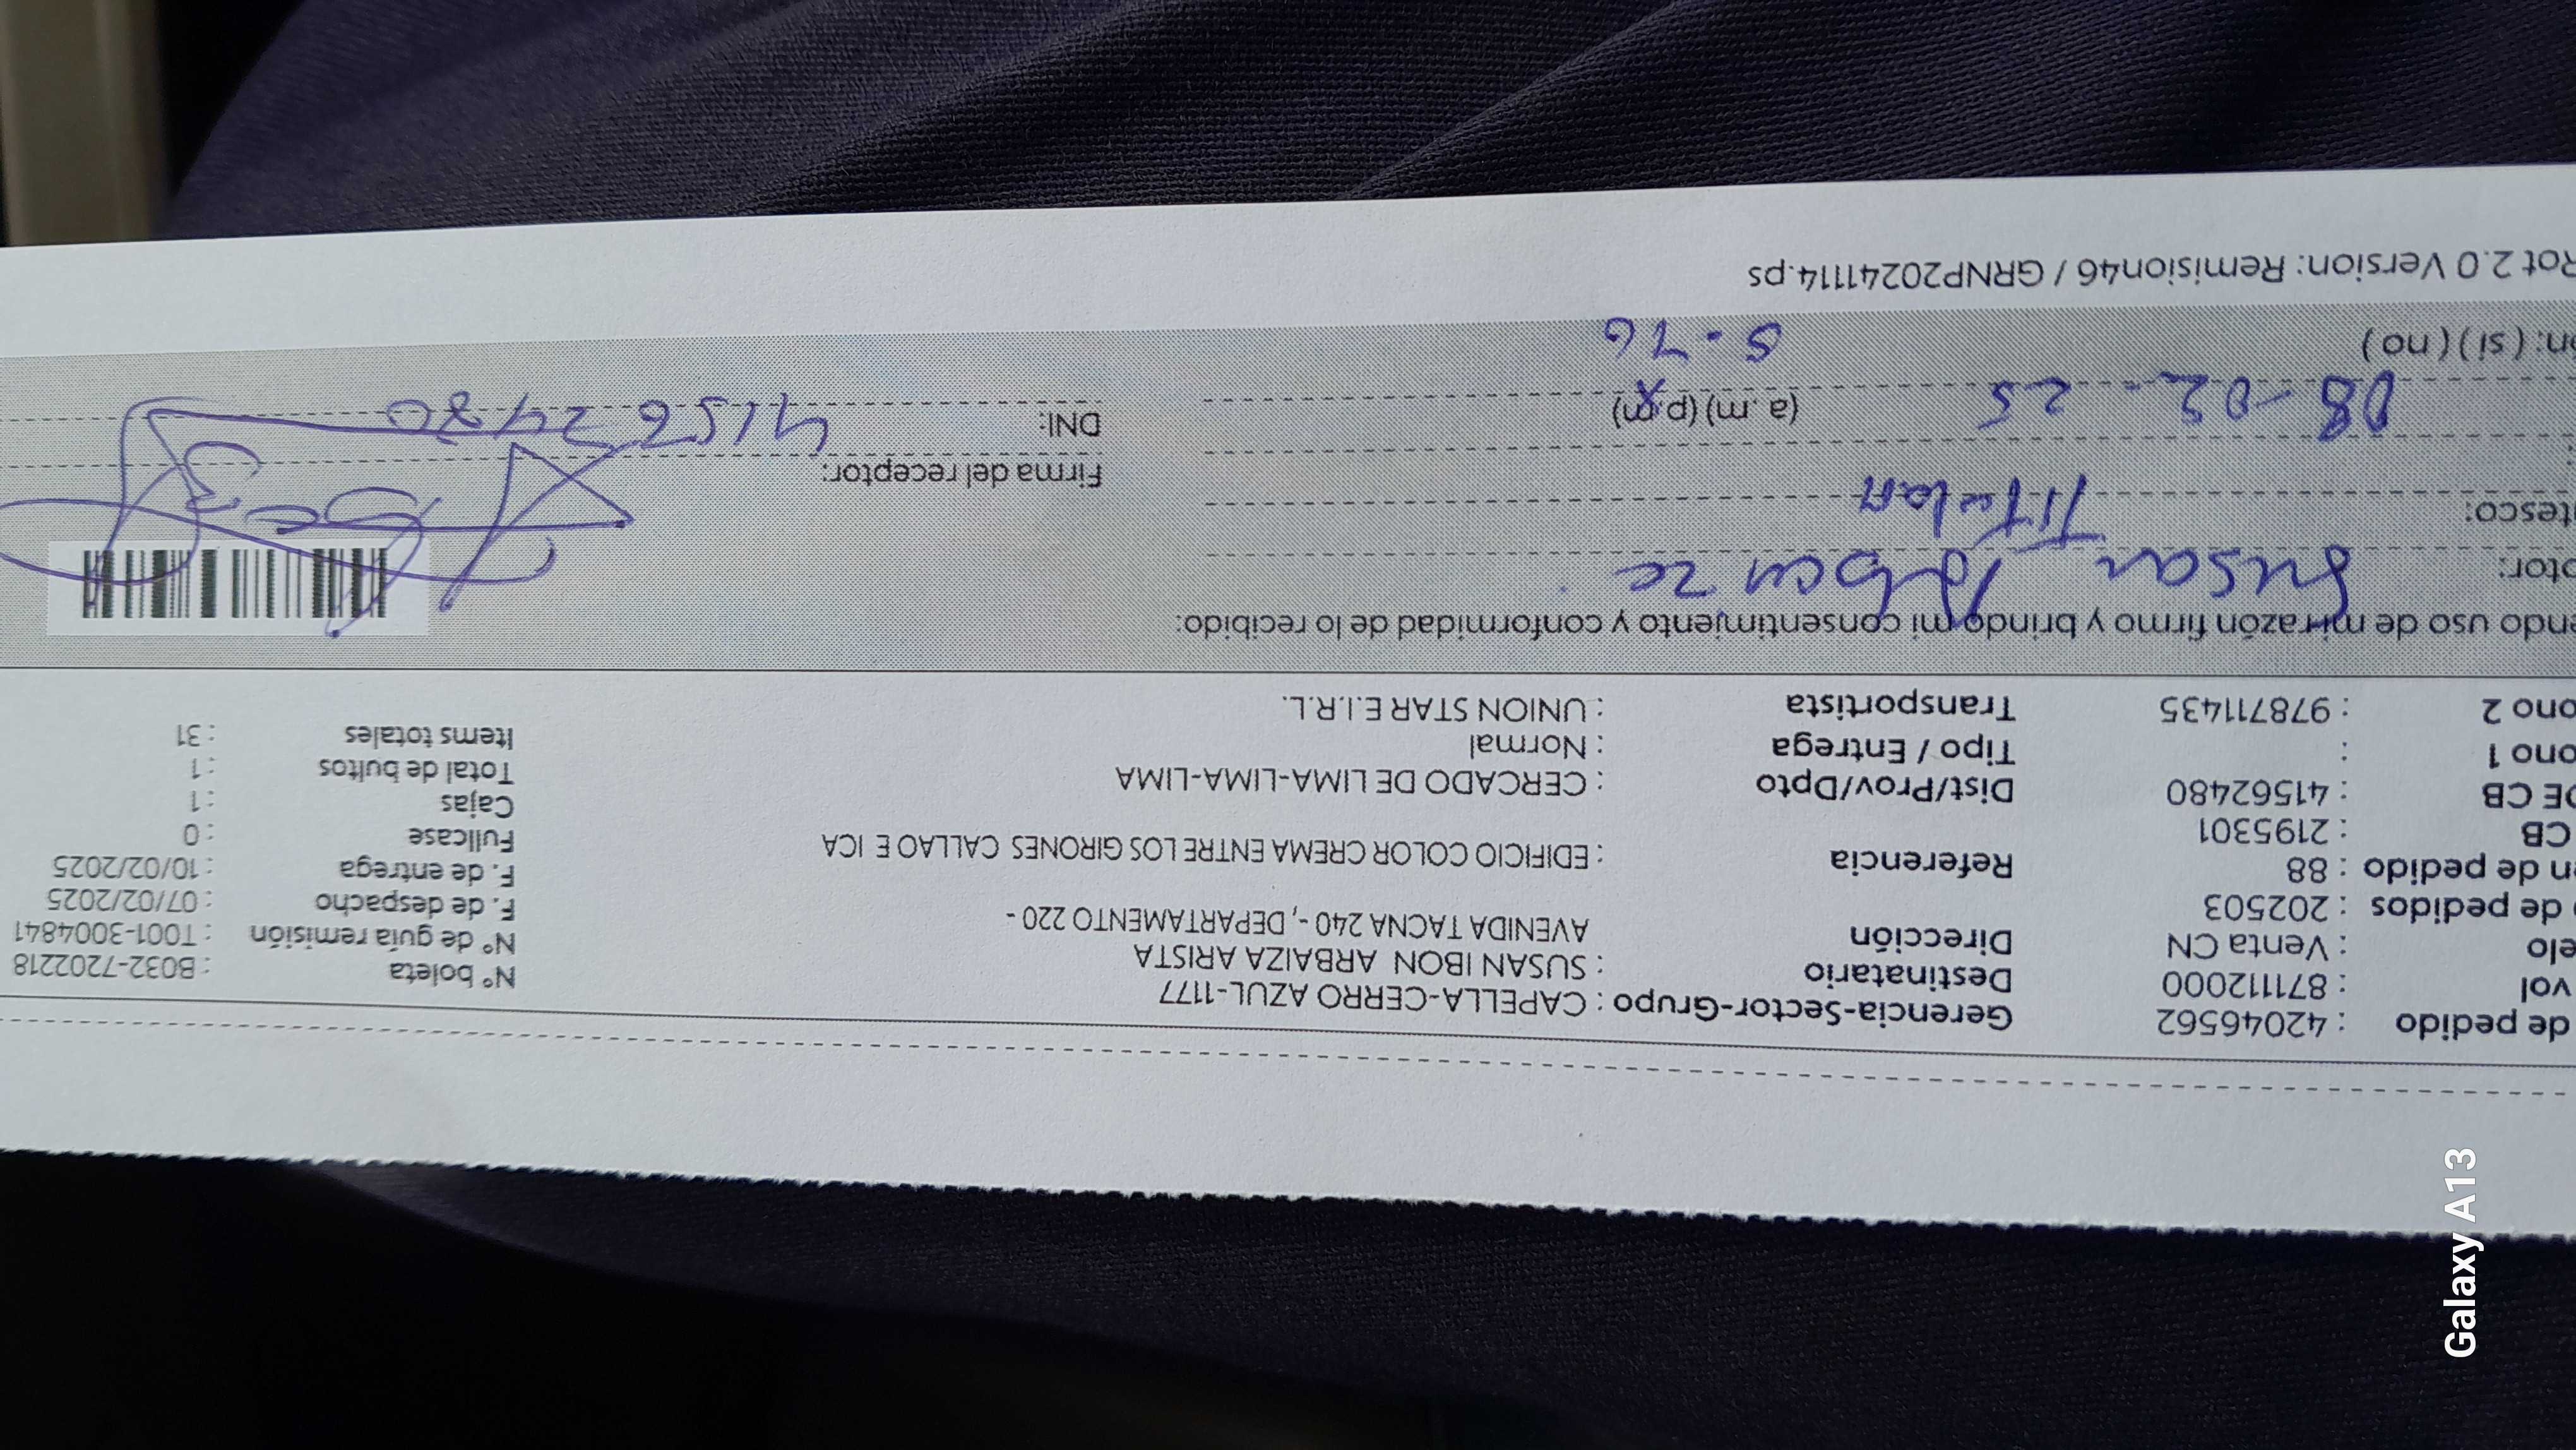 de pedido : 42046562 Gerencia-Sector-Grupo : CAPELLA-CERRO AZUL-1177 N° boleta : B032-7202218
vol : 871112000 Destinatario : SUSAN IBON ARBAIZA ARISTA N° de guía remisión : T001-3004841
elo : Venta CN Dirección AVENIDA TACNA 240 -, DEPARTAMENTO 220 - F. de despacho : 07/02/2025
de pedidos : 202503 F. de entrega : 10/02/2025
n de pedido : 88 Referencia : EDIFICIO COLOR CREMA ENTRE LOS GIRONES CALLAO E ICA Fullcase : 0
CB : 2195301 Cajas : 1
DE CB : 41562480 Dist/Prov/Dpto : CERCADO DE LIMA-LIMA-LIMA Total de bultos : 1
ono 1 : Tipo / Entrega : Normal Items totales : 31
ono 2 : 978711435 Transportista : UNION STAR E.I.R.L.
endo uso de mi razón firmo y brindo mi consentimiento y conformidad de lo recibido:
ptor: Susan
tesco: Titular Firma del receptor:
08-02-25 (a.m) (p.m) DNI: 41562480
ón: ( si ) ( no )
Rot 2.0 Version: Remision46 / GRNP20241114.ps
Galaxy A13